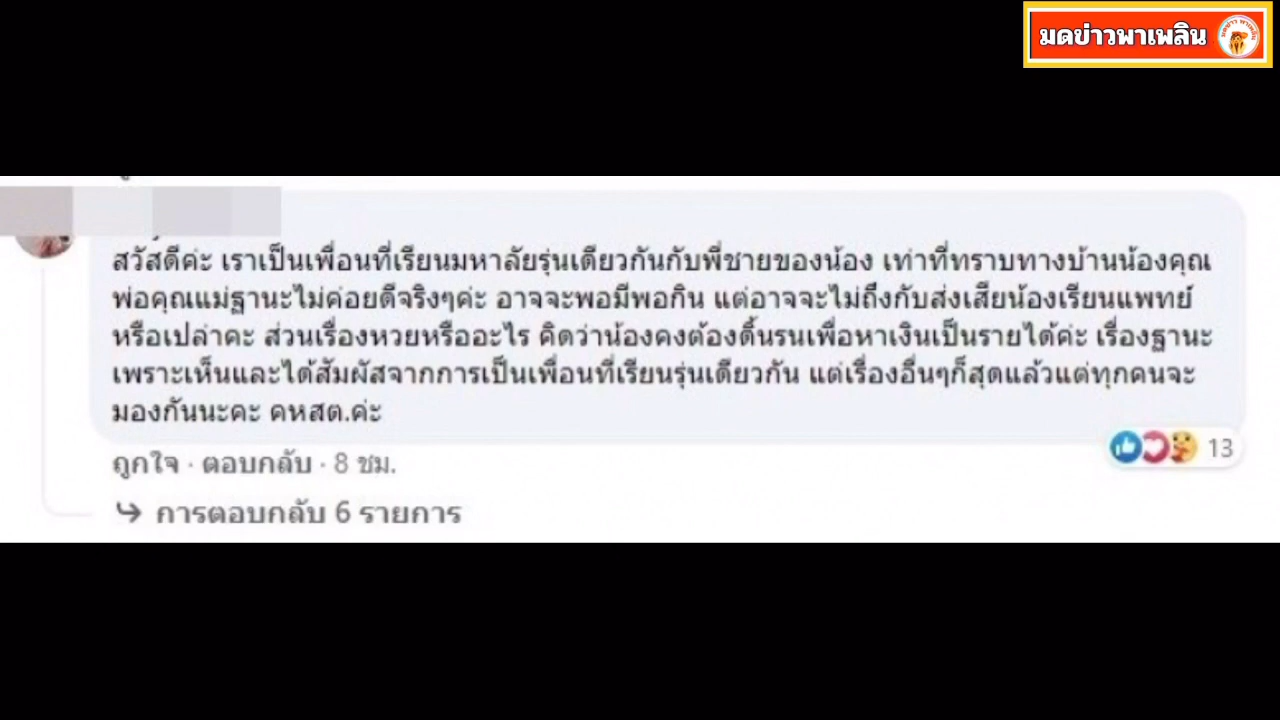 มดข่าวพาเพลิน
สวัสดีค่ะ เราเป็นเพื่อนที่เรียนมหาลัยรุ่นเดียวกันกับพี่ชายของน้อง เท่าที่ทราบทางบ้านน้องคุณ
พ่อคุณแม่ฐานะไม่ค่อยดีจริงๆค่ะ อาจจะพอมีพอกิน แต่อาจจะไม่ถึงกับส่งเสียน้องเรียนแพทย์
หรือเปล่าคะ ส่วนเรื่องหวยหรืออะไร คิดว่าน้องคงต้องดิ้นรนเพื่อหาเงินเป็นรายได้ค่ะ เรื่องฐานะ
เพราะเห็นและได้สัมผัสจากการเป็นเพื่อนที่เรียนรุ่นเดียวกัน แต่เรื่องอื่นๆก็สุดแล้วแต่ทุกคนจะ
มองกันนะคะ คหสต.ค่ะ
ถูกใจ · ตอบกลับ · 8 ชม.
13
การตอบกลับ 6 รายการ